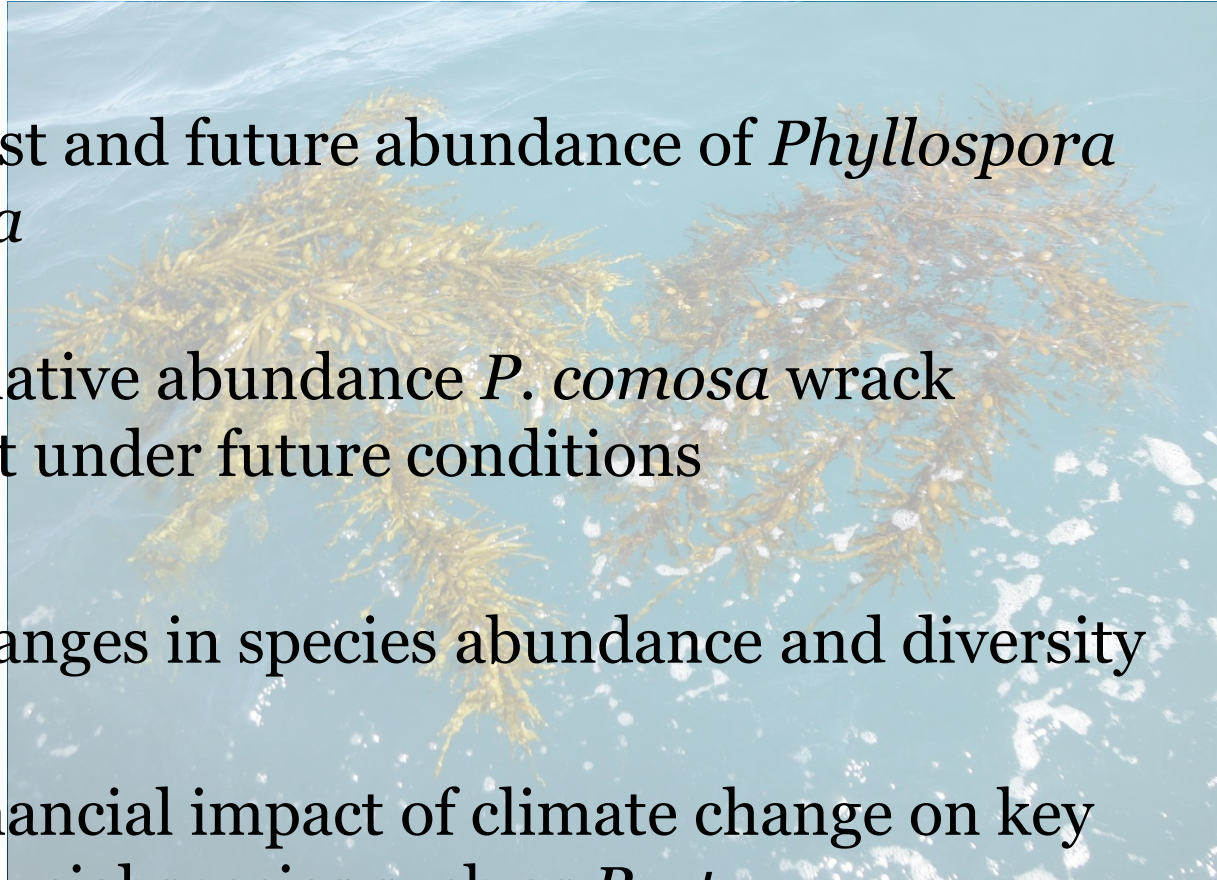 st and future abundance of Phyllospora
a
ative abundance P. comosa wrack
t under future conditions
anges in species abundance and diversity
ancial impact of climate change on key